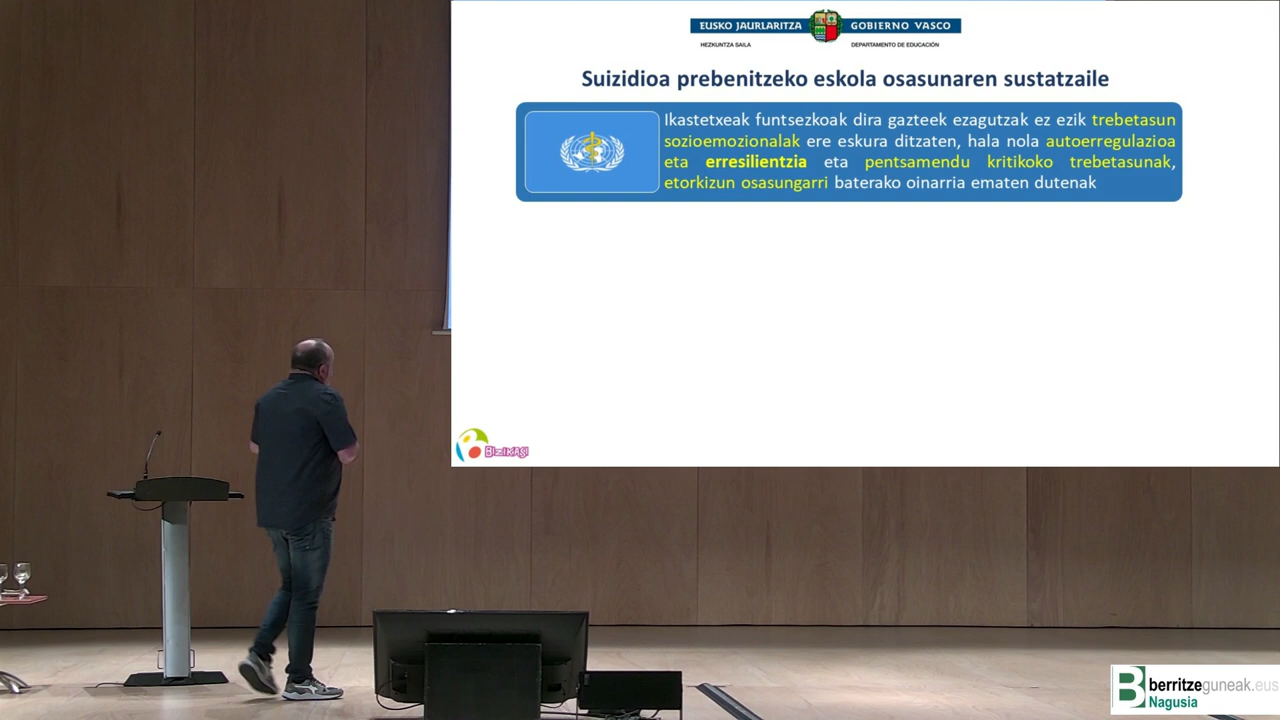 EUSKO JAURLARITZA GOBIERNO VASCO
HEZKUNTZA SAILA DEPARTAMENTO DE EDUCACIÓN
Suizidioa prebenitzeko eskola osasunaren sustatzaile
Ikastetxeak funtsezkoak dira gazteek ezagutzak ez ezik trebetasun
sozioemozionalak ere eskura ditzaten, hala nola autoerregulazioa
eta erresilientzia eta pentsamendu kritikoko trebetasunak,
etorkizun osasungarri baterako oinarria ematen dutenak
BIZIKASI
B berritzeguneak.eus
Nagusia